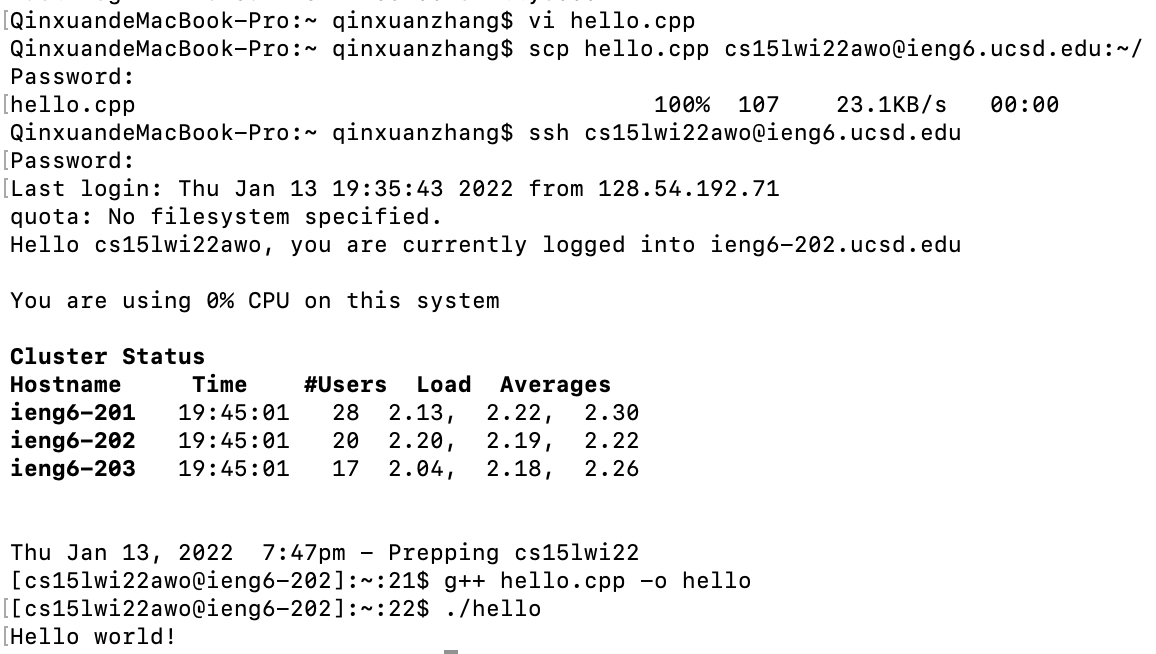 [QinxuandeMacBook-Pro:~ qinxuanzhang$ vi hello.cpp
QinxuandeMacBook-Pro:~ qinxuanzhang$ scp hello.cpp cs15lwi22awo@ieng6.ucsd.edu:~/
Password:
[hello.cpp 100% 107 23.1KB/s 00:00
QinxuandeMacBook-Pro:~ qinxuanzhang$ ssh cs15lwi22awo@ieng6.ucsd.edu
[Password:
[Last login: Thu Jan 13 19:35:43 2022 from 128.54.192.71
quota: No filesystem specified.
Hello cs15lwi22awo, you are currently logged into ieng6-202.ucsd.edu
You are using 0% CPU on this system
Cluster Status
Hostname Time #Users Load Averages
ieng6-201 19:45:01 28 2.13, 2.22, 2.30
ieng6-202 19:45:01 20 2.20, 2.19, 2.22
ieng6-203 19:45:01 17 2.04, 2.18, 2.26
Thu Jan 13, 2022 7:47pm - Prepping cs15lwi22
[cs15lwi22awo@ieng6-202]:~:21$ g++ hello.cpp -o hello
[[cs15lwi22awo@ieng6-202]:~:22$ ./hello
[Hello world!